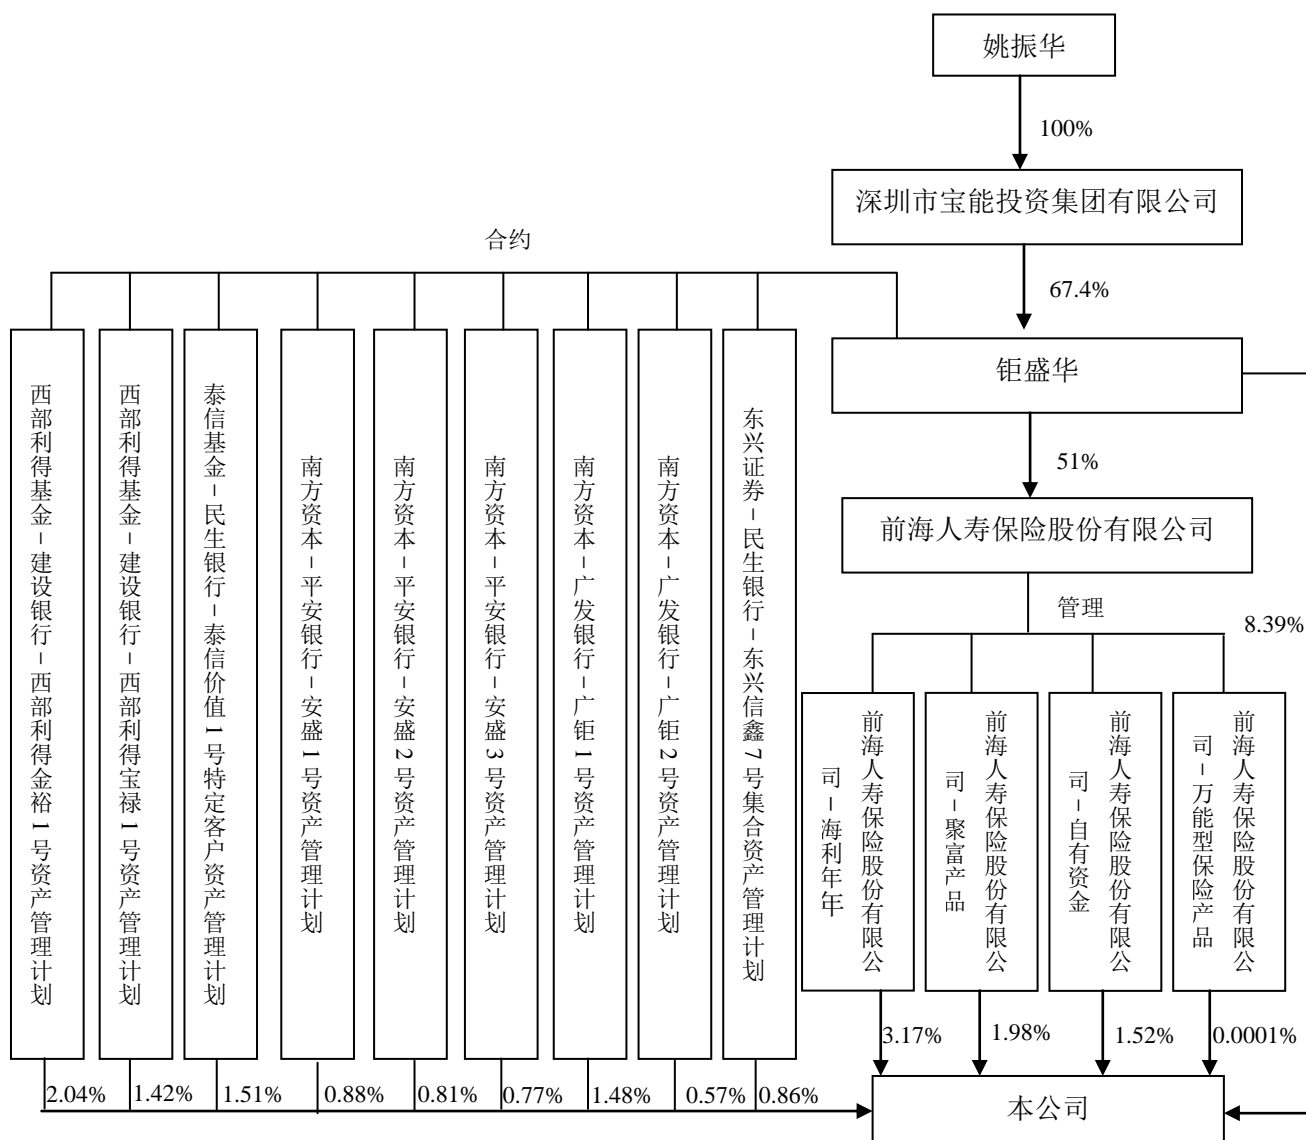 姚振华
100%
深圳市宝能投资集团有限公司
合约
67.4%
钜盛华
51%
前海人寿保险股份有限公司
管理
8.39%
西部利得基金-建设银行-西部利得金裕1号资产管理计划
西部利得基金-建设银行-西部利得宝禄1号资产管理计划
泰信基金-民生银行-泰信价值1号特定客户资产管理计划
南方资本-平安银行-安盛1号资产管理计划
南方资本-平安银行-安盛2号资产管理计划
南方资本-平安银行-安盛3号资产管理计划
南方资本-广发银行-广钜1号资产管理计划
南方资本-广发银行-广钜2号资产管理计划
东兴证券-民生银行-东兴信鑫7号集合资产管理计划
前海人寿保险股份有限公
司-海利年年
前海人寿保险股份有限公
司-聚富产品
前海人寿保险股份有限公
司-自有资金
前海人寿保险股份有限公
司-万能型保险产品
3.17%
1.98%
1.52%
0.0001%
2.04%
1.42%
1.51%
0.88%
0.81%
0.77%
1.48%
0.57%
0.86%
本公司